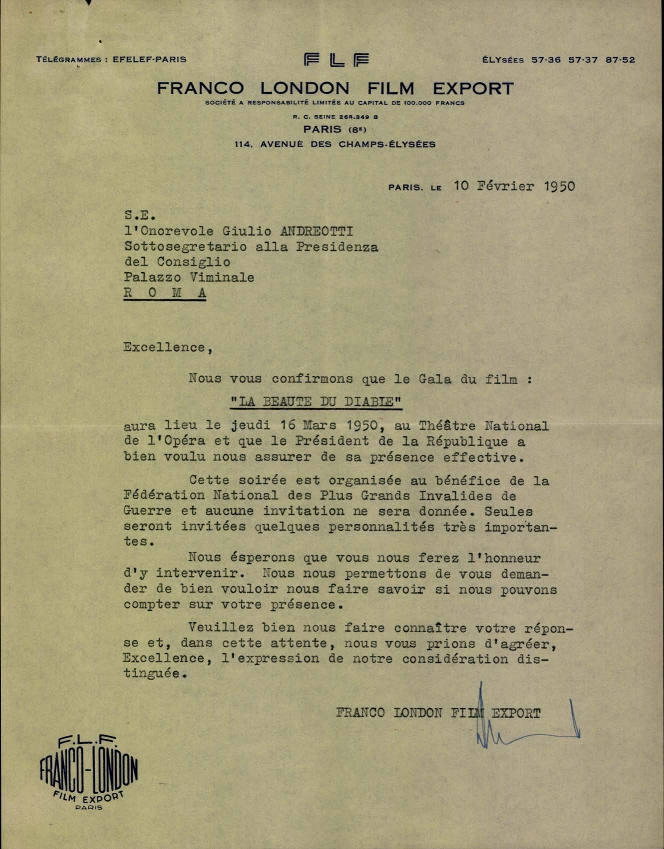 FLF
TÉLÉGRAMMES : EFELEF-PARIS
ÉLYSÉES 57-36 57-37 87-52
FRANCO LONDON FILM EXPORT
SOCIÉTÉ A RESPONSABILITÉ LIMITÉE AU CAPITAL DE 100.000 FRANCS
R. C. SEINE 268.349 B
PARIS (8e)
114, AVENUE DES CHAMPS-ÉLYSÉES
PARIS, LE 10 Février 1950
S.E.
l'Onorevole Giulio ANDREOTTI
Sottosegretario alla Presidenza
del Consiglio
Palazzo Viminale
R O M A
Excellence,
Nous vous confirmons que le Gala du film :
"LA BEAUTE DU DIABLE"
aura lieu le jeudi 16 Mars 1950, au Théâtre National
de l'Opéra et que le Président de la République a
bien voulu nous assurer de sa présence effective.
Cette soirée est organisée au bénéfice de la
Fédération National des Plus Grands Invalides de
Guerre et aucune invitation ne sera donnée. Seules
seront invitées quelques personnalités très importan-
tes.
Nous ésperons que vous nous ferez l'honneur
d'y intervenir. Nous nous permettons de vous deman-
der de bien vouloir nous faire savoir si nous pouvons
compter sur votre présence.
Veuillez bien nous faire connaître votre répon-
se et, dans cette attente, nous vous prions d'agréer,
Excellence, l'expression de notre considération dis-
tinguée.
FRANCO LONDON FILM EXPORT
F.L.F.
FRANCO-LONDON
FILM EXPORT
PARIS